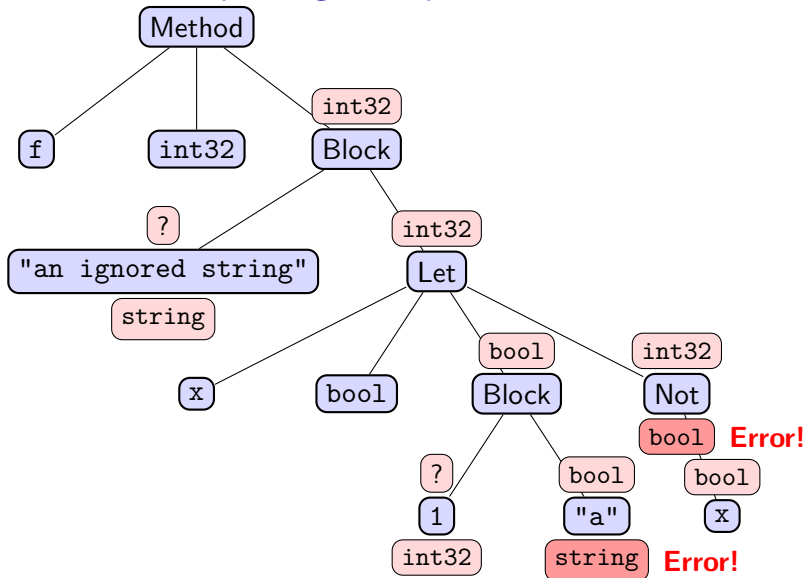 Method
int32
f int32 Block
? int32
"an ignored string" Let
string
bool int32
x bool Block Not
bool Error!
? bool bool
1 "a" x
int32 string Error!